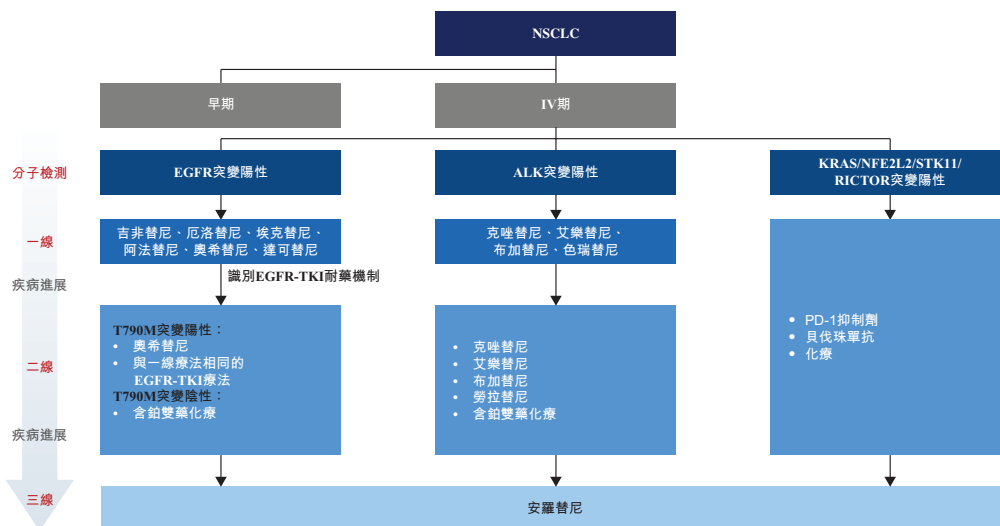 NSCLC
早期
IV期
分子檢測
EGFR突變陽性
ALK突變陽性
KRAS/NFE2L2/STK11/
RICTOR突變陽性
一線
吉非替尼、厄洛替尼、埃克替尼、
阿法替尼、奧希替尼、達可替尼
克唑替尼、艾樂替尼、
布加替尼、色瑞替尼
疾病進展
識別EGFR-TKI耐藥機制
二線
T790M突變陽性：
• 奧希替尼
• 與一線療法相同的
EGFR-TKI療法
T790M突變陰性：
• 含鉑雙藥化療
• 克唑替尼
• 艾樂替尼
• 布加替尼
• 勞拉替尼
• 含鉑雙藥化療
• PD-1抑制劑
• 貝伐珠單抗
• 化療
疾病進展
三線
安羅替尼